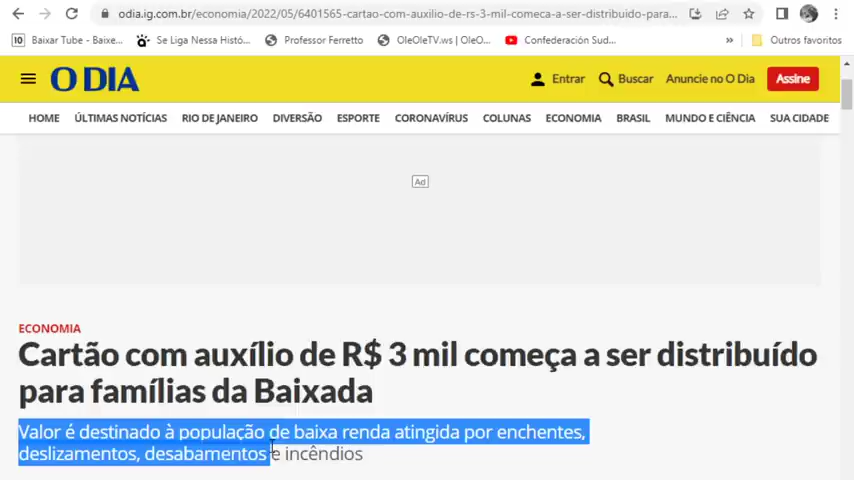 odia.ig.com.br/economia/2022/05/6401565-cartao-com-auxilio-de-rs-3-mil-comeca-a-ser-distribuido-para...
10 Baixar Tube - Baixe... Se Liga Nessa Histó... Professor Ferretto OleOleTV.ws | OleO... Confederación Sud... » Outros favoritos
O DIA Entrar Buscar Anuncie no O Dia Assine
HOME ÚLTIMAS NOTÍCIAS RIO DE JANEIRO DIVERSÃO ESPORTE CORONAVÍRUS COLUNAS ECONOMIA BRASIL MUNDO E CIÊNCIA SUA CIDADE
Ad
ECONOMIA
Cartão com auxílio de R$ 3 mil começa a ser distribuído
para famílias da Baixada
Valor é destinado à população de baixa renda atingida por enchentes,
deslizamentos, desabamentos e incêndios